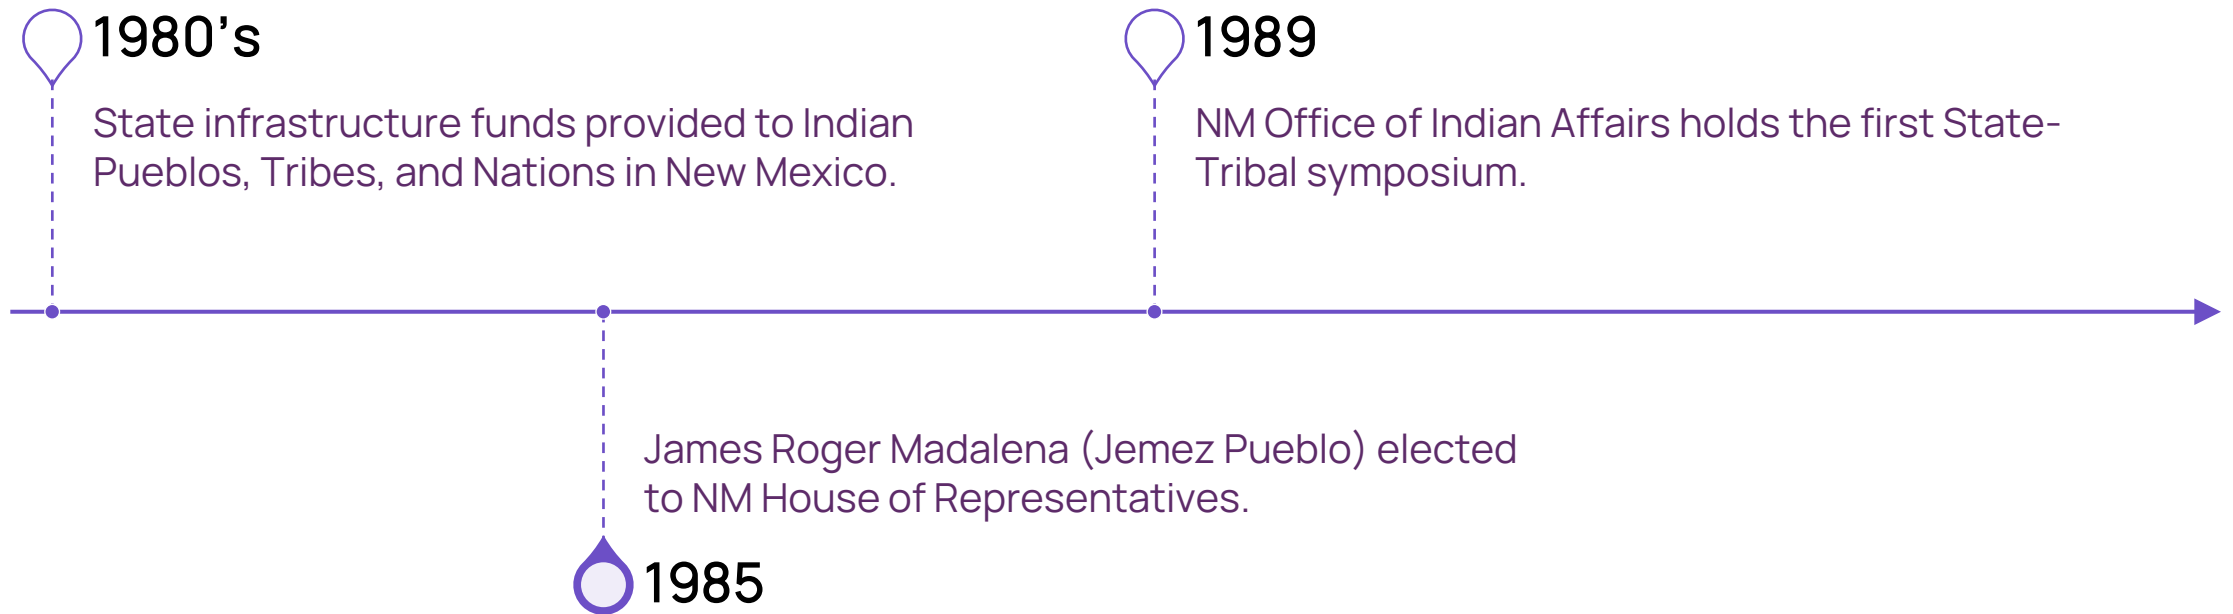 1980's
State infrastructure funds provided to Indian
Pueblos, Tribes, and Nations in New Mexico.
1989
NM Office of Indian Affairs holds the first State-
Tribal symposium.
James Roger Madalena (Jemez Pueblo) elected
to NM House of Representatives.
1985